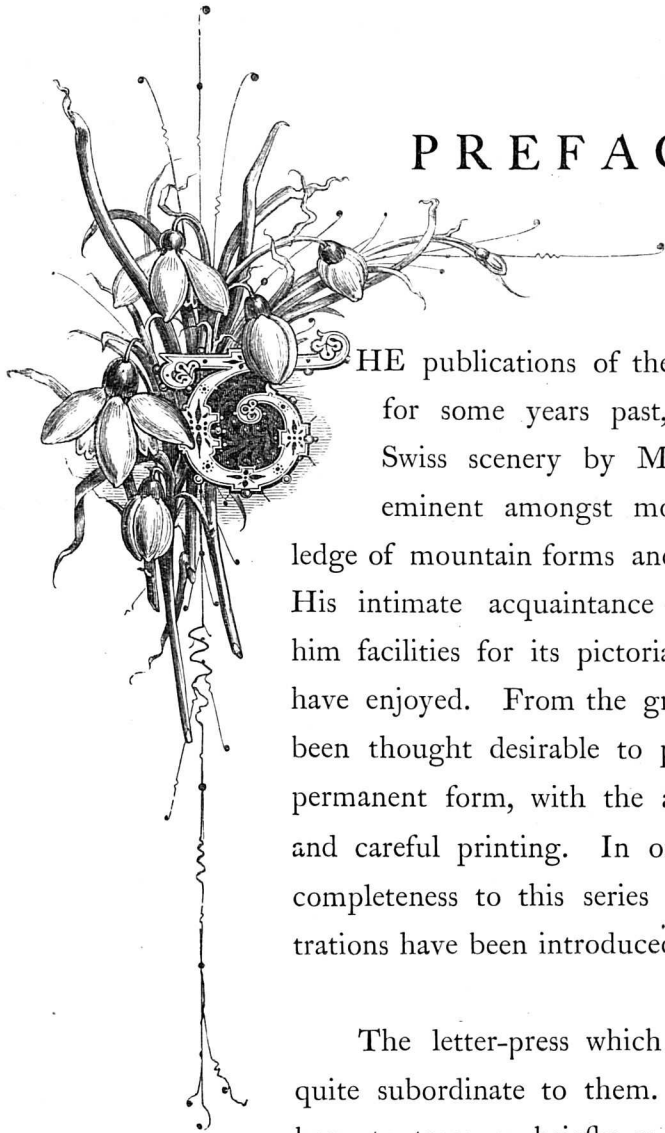 PREFAC
THE publications of the
for some years past,
Swiss scenery by M
eminent amongst mo
ledge of mountain forms and
His intimate acquaintance
him facilities for its pictoria
have enjoyed. From the gr
been thought desirable to p
permanent form, with the a
and careful printing. In o
completeness to this series
trations have been introduced
The letter-press which
quite subordinate to them.